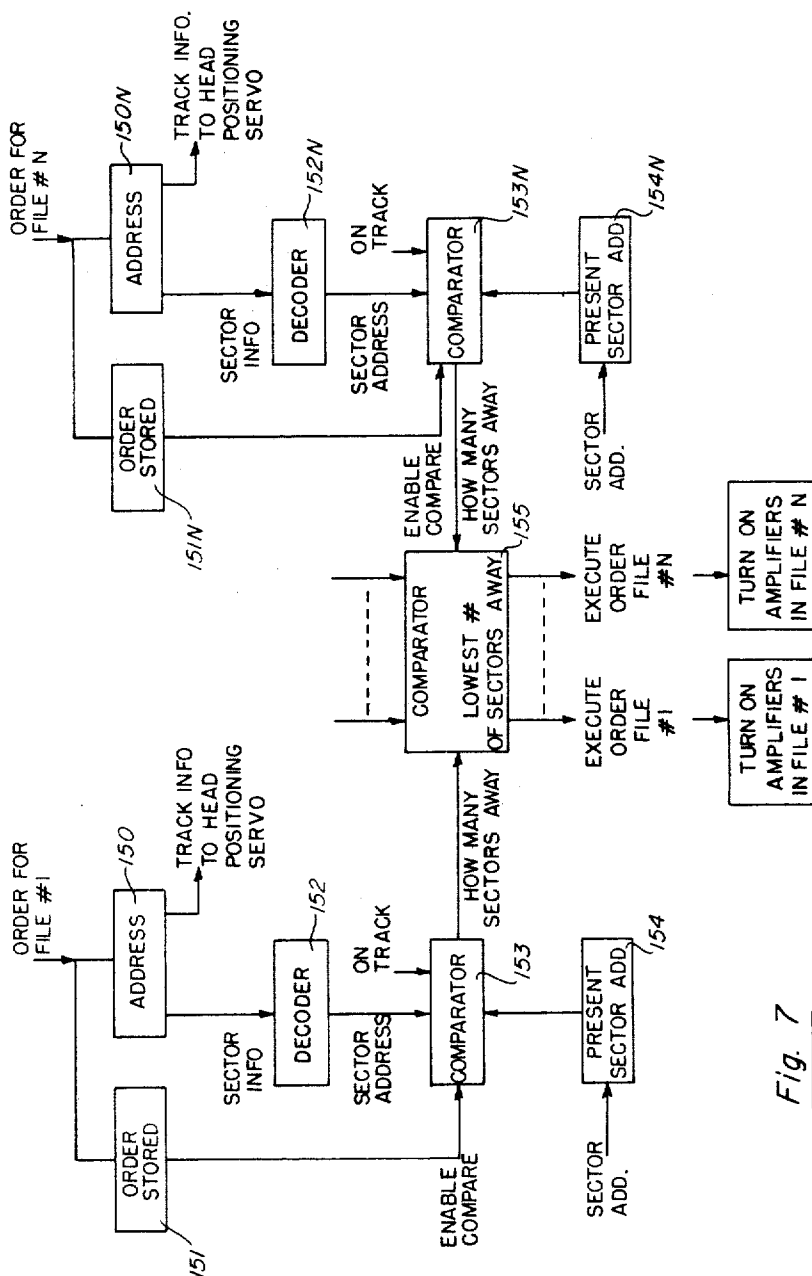 ORDER FOR
FILE #1
150
ADDRESS
TRACK INFO
TO HEAD
POSITIONING
SERVO
ORDER
STORED
151
SECTOR
INFO
152
DECODER
SECTOR
ADDRESS
ON
TRACK
ENABLE
COMPARE
COMPARATOR
153
HOW MANY
SECTORS AWAY
154
PRESENT
SECTOR ADD.
SECTOR
ADD.
COMPARATOR
LOWEST #
OF SECTORS AWAY
155
EXECUTE
ORDER
FILE
#1
EXECUTE
ORDER
FILE
#N
TURN ON
AMPLIFIERS
IN FILE # 1
TURN ON
AMPLIFIERS
IN FILE # N
ORDER FOR
FILE # N
150N
ADDRESS
TRACK INFO.
TO HEAD
POSITIONING
SERVO
ORDER
STORED
151N
SECTOR
INFO
152N
DECODER
SECTOR
ADDRESS
ON
TRACK
ENABLE
COMPARE
COMPARATOR
153N
HOW MANY
SECTORS AWAY
154N
PRESENT
SECTOR ADD.
SECTOR
ADD.
Fig. 7